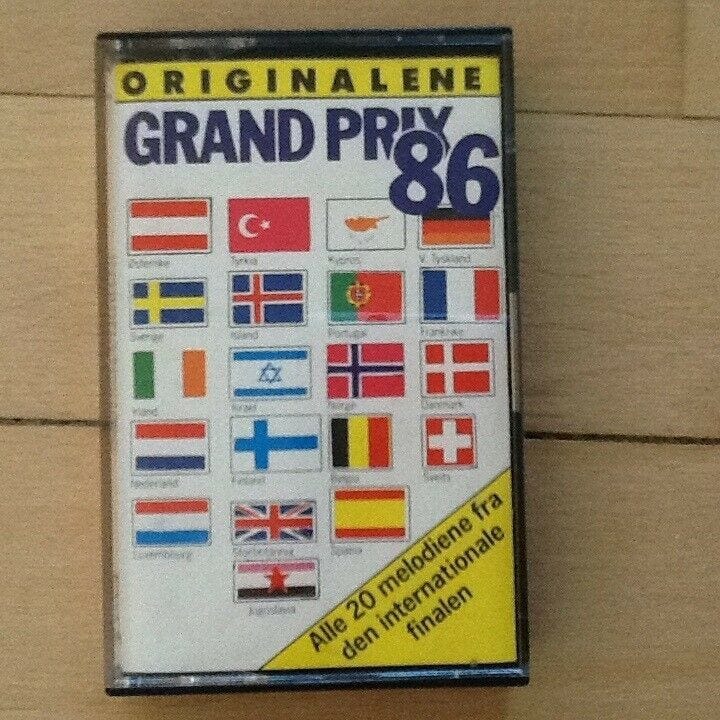 ORIGINALENE
GRAND PRIX
86
Østerrike Tyrkia Kypros V. Tyskland
Sverige Island Portugal Frankrike
Irland Israel Norge Danmark
Nederland Finland Belgia Sveits
Luxembourg Storbritannia Spania
Jugoslavia
Alle 20 melodiene fra
den internationale
finalen